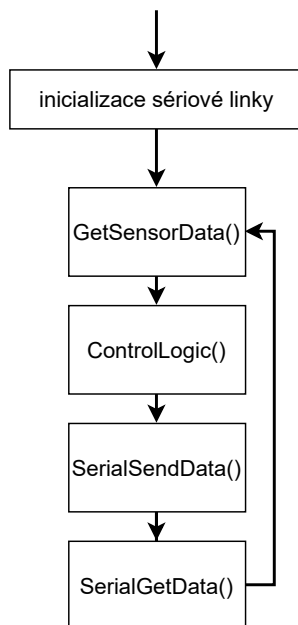 inicializace sériové linky
GetSensorData()
ControlLogic()
SerialSendData()
SerialGetData()